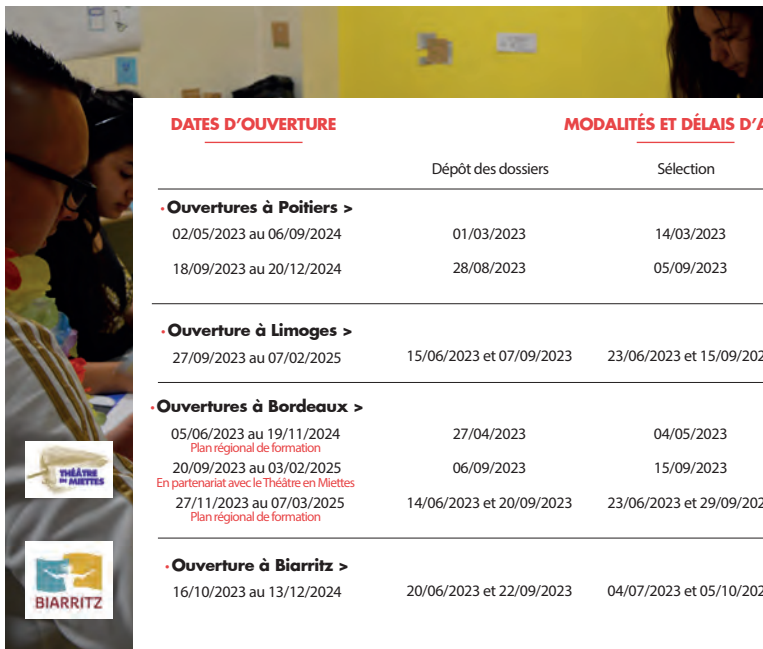 DATES D’OUVERTURE MODALITÉS ET DÉLAIS D’A
Dépôt des dossiers Sélection
• Ouvertures à Poitiers >
02/05/2023 au 06/09/2024 01/03/2023 14/03/2023
18/09/2023 au 20/12/2024 28/08/2023 05/09/2023
• Ouverture à Limoges >
27/09/2023 au 07/02/2025 15/06/2023 et 07/09/2023 23/06/2023 et 15/09/202
• Ouvertures à Bordeaux >
05/06/2023 au 19/11/2024 27/04/2023 04/05/2023
Plan régional de formation
20/09/2023 au 03/02/2025 06/09/2023 15/09/2023
En partenariat avec le Théâtre en Miettes
27/11/2023 au 07/03/2025 14/06/2023 et 20/09/2023 23/06/2023 et 29/09/202
Plan régional de formation
• Ouverture à Biarritz >
16/10/2023 au 13/12/2024 20/06/2023 et 22/09/2023 04/07/2023 et 05/10/202
THÉÂTRE
EN MIETTES
BIARRITZ